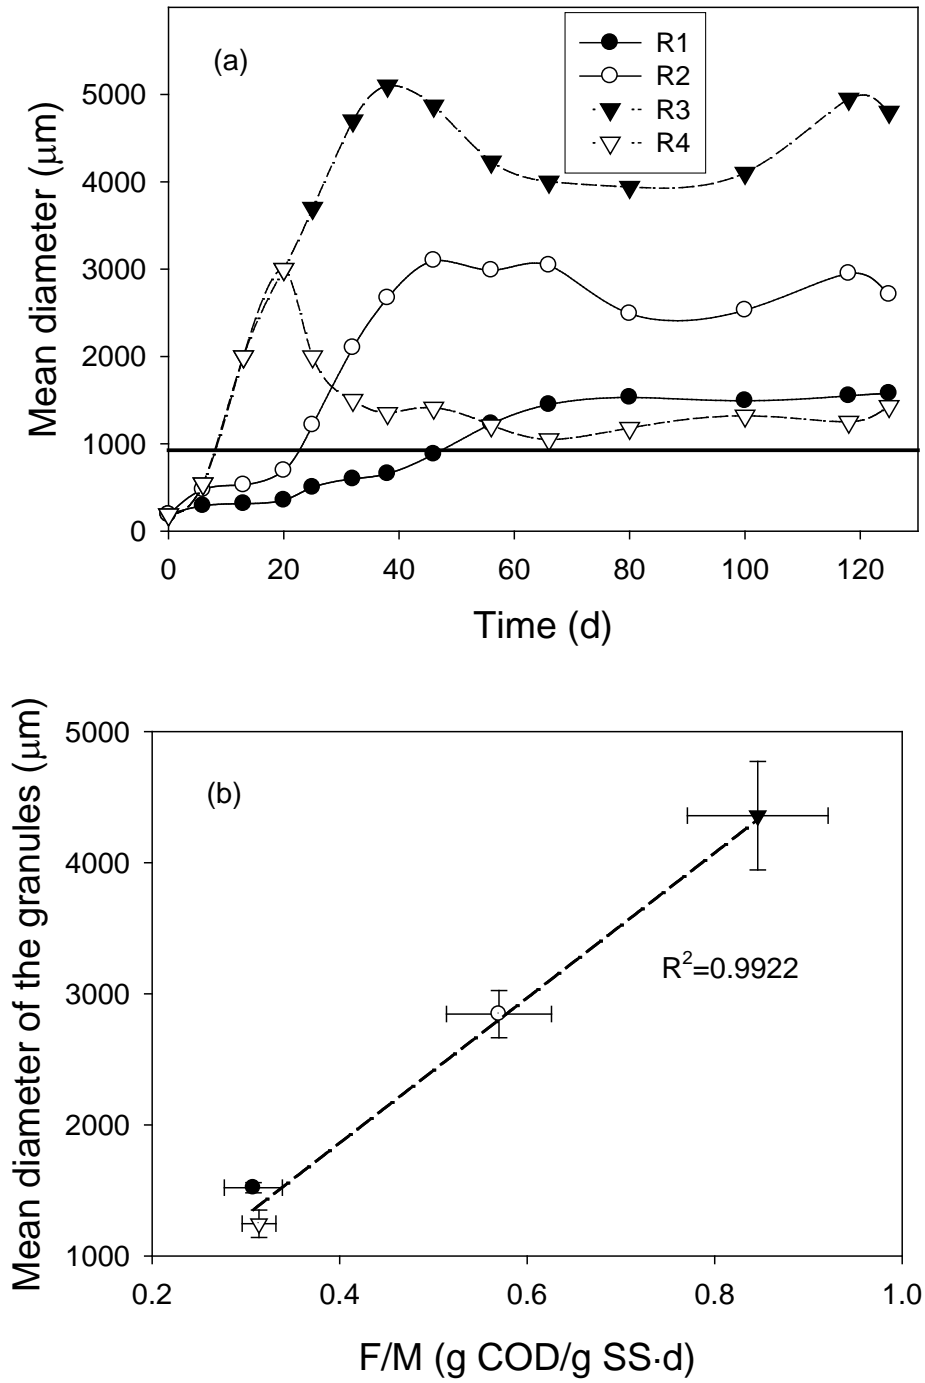 (a)
R1
R2
R3
R4
Mean diameter (μm)
5000
4000
3000
2000
1000
0
0 20 40 60 80 100 120
Time (d)
(b)
Mean diameter of the granules (μm)
5000
4000
3000
2000
1000
R²=0.9922
0.2 0.4 0.6 0.8 1.0
F/M (g COD/g SS·d)